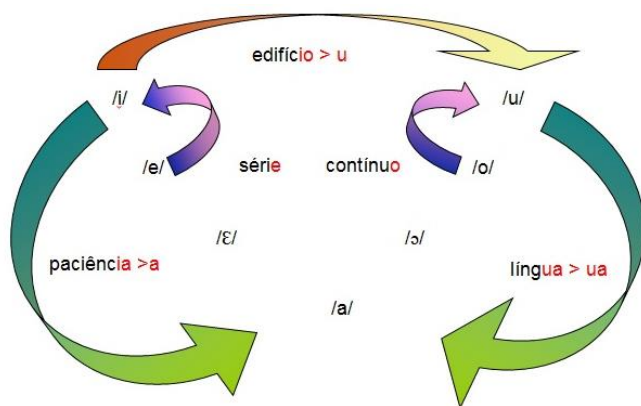 edifício > u
/i/
/u/
/e/
série
contínuo
/o/
/Ɛ/
/ɔ/
paciência >a
língua > ua
/a/